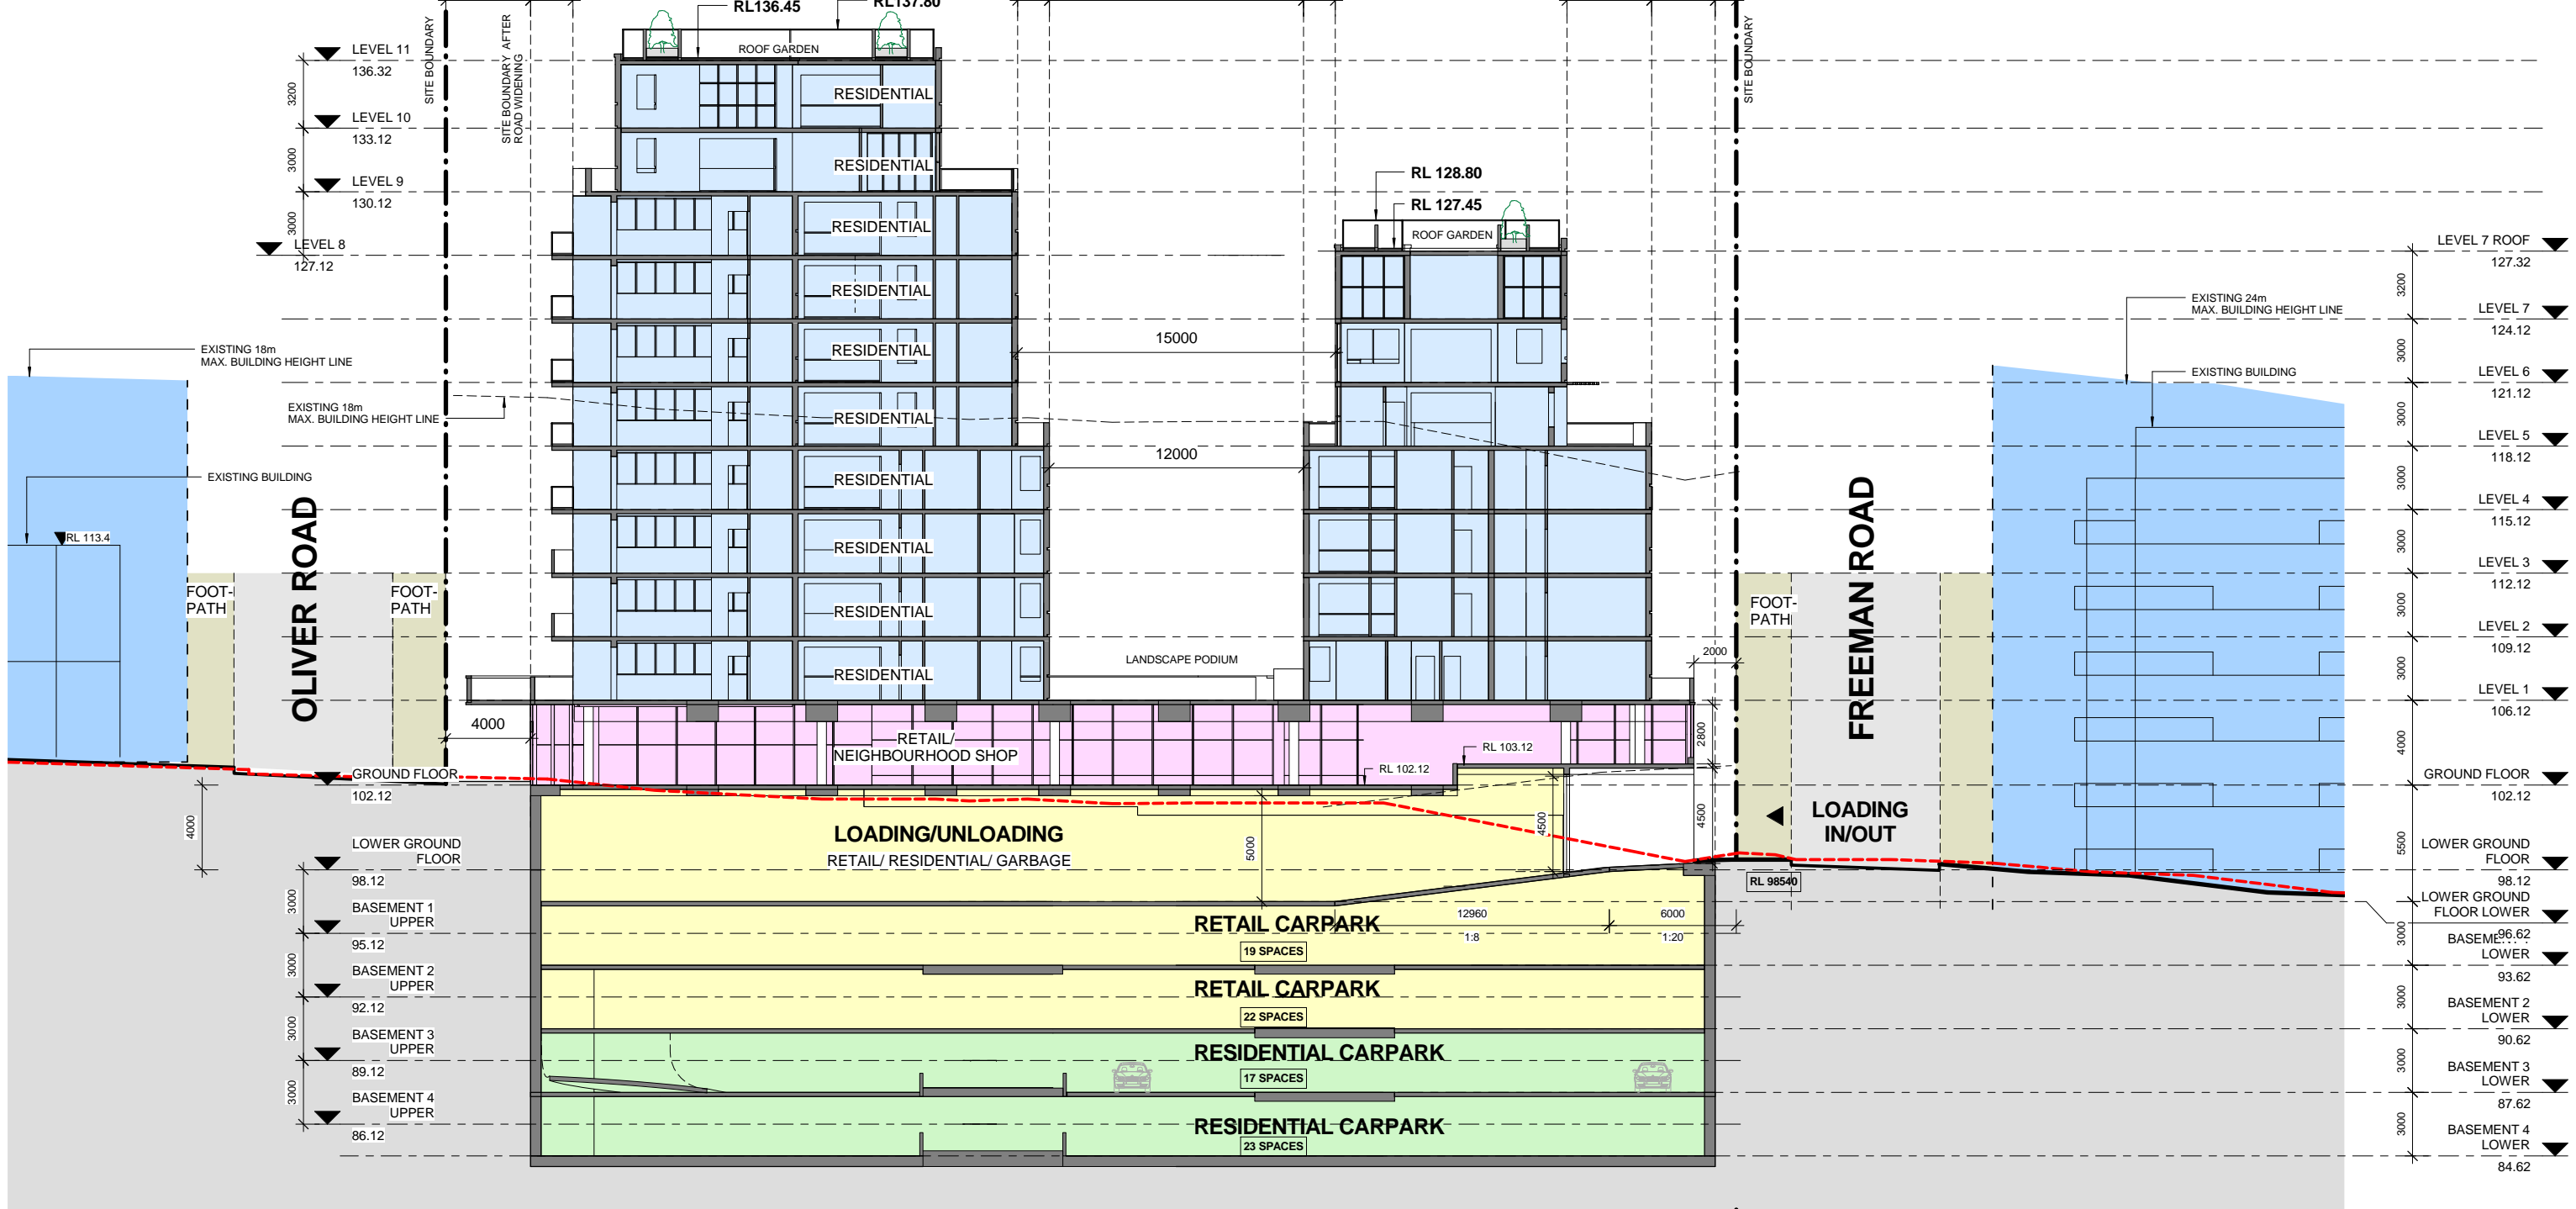 RL136.45
RL137.80
SITE BOUNDARY
SITE BOUNDARY AFTER
ROAD WIDENING
SITE BOUNDARY
ROOF GARDEN
LEVEL 11
136.32
3200
LEVEL 10
133.12
3000
LEVEL 9
130.12
3000
LEVEL 8
127.12
RESIDENTIAL
RESIDENTIAL
RESIDENTIAL
RESIDENTIAL
RESIDENTIAL
RESIDENTIAL
RESIDENTIAL
RESIDENTIAL
RESIDENTIAL
RESIDENTIAL
RL 128.80
RL 127.45
ROOF GARDEN
15000
12000
LANDSCAPE PODIUM
EXISTING 18m
MAX. BUILDING HEIGHT LINE
EXISTING 18m
MAX. BUILDING HEIGHT LINE
EXISTING BUILDING
RL 113.4
FOOT-
PATH
OLIVER ROAD
FOOT-
PATH
4000
RETAIL/
NEIGHBOURHOOD SHOP
RL 103.12
RL 102.12
2000
2800
4500
4500
5000
FOOT-
PATH
FREEMAN ROAD
LOADING
IN/OUT
RL 98540
EXISTING 24m
MAX. BUILDING HEIGHT LINE
EXISTING BUILDING
LEVEL 7 ROOF
127.32
3200
LEVEL 7
124.12
3000
LEVEL 6
121.12
3000
LEVEL 5
118.12
3000
LEVEL 4
115.12
3000
LEVEL 3
112.12
3000
LEVEL 2
109.12
3000
LEVEL 1
106.12
4000
GROUND FLOOR
102.12
5500
LOWER GROUND
FLOOR
98.12
LOWER GROUND
FLOOR LOWER
96.62
3000
LOWER
93.62
3000
BASEMENT 2
LOWER
90.62
3000
BASEMENT 3
LOWER
87.62
3000
BASEMENT 4
LOWER
84.62
GROUND FLOOR
102.12
4000
LOWER GROUND
FLOOR
98.12
3000
BASEMENT 1
UPPER
95.12
3000
BASEMENT 2
UPPER
92.12
3000
BASEMENT 3
UPPER
89.12
3000
BASEMENT 4
UPPER
86.12
LOADING/UNLOADING
RETAIL/ RESIDENTIAL/ GARBAGE
12960
6000
1:8
1:20
RETAIL CARPARK
19 SPACES
RETAIL CARPARK
22 SPACES
RESIDENTIAL CARPARK
17 SPACES
RESIDENTIAL CARPARK
23 SPACES